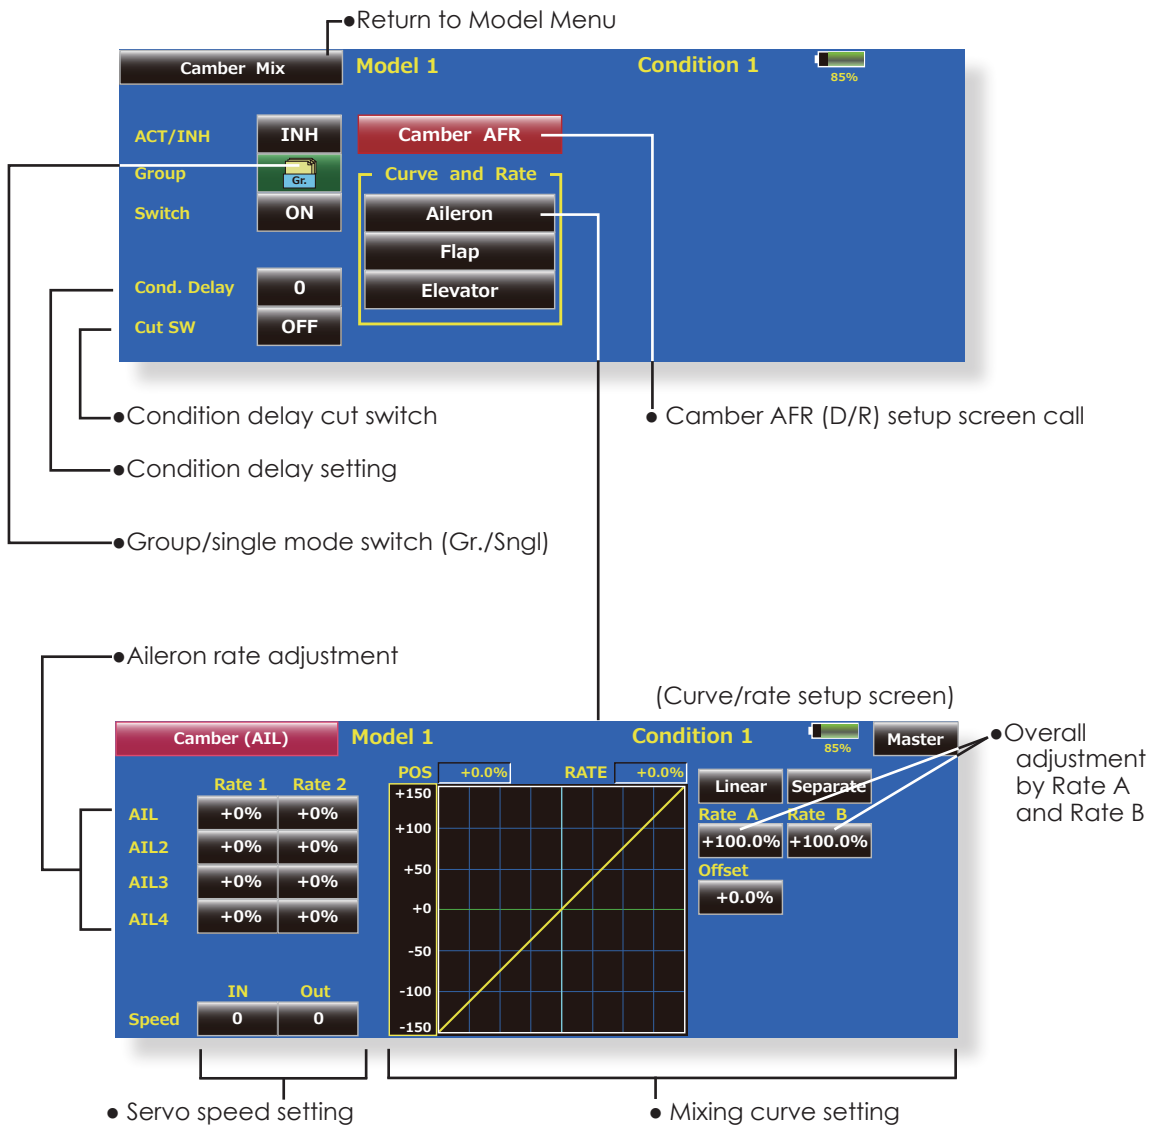 ●Return to Model Menu
Camber Mix
Model 1
Condition 1
85%
ACT/INH
INH
Camber AFR
Group
Gr.
Curve and Rate
Switch
ON
Aileron
Flap
Cond. Delay
0
Elevator
Cut SW
OFF
●Condition delay cut switch
● Camber AFR (D/R) setup screen call
●Condition delay setting
●Group/single mode switch (Gr./Sngl)
●Aileron rate adjustment
(Curve/rate setup screen)
Camber (AIL)
Model 1
Condition 1
85%
Master
●Overall
adjustment
by Rate A
and Rate B
POS
+0.0%
RATE
+0.0%
Rate 1
Rate 2
Linear
Separate
AIL
+0%
+0%
Rate A
Rate B
AIL2
+0%
+0%
+100.0%
+100.0%
AIL3
+0%
+0%
Offset
AIL4
+0%
+0%
+0.0%
+150
+100
+50
+0
-50
-100
-150
IN
Out
Speed
0
0
● Servo speed setting
● Mixing curve setting